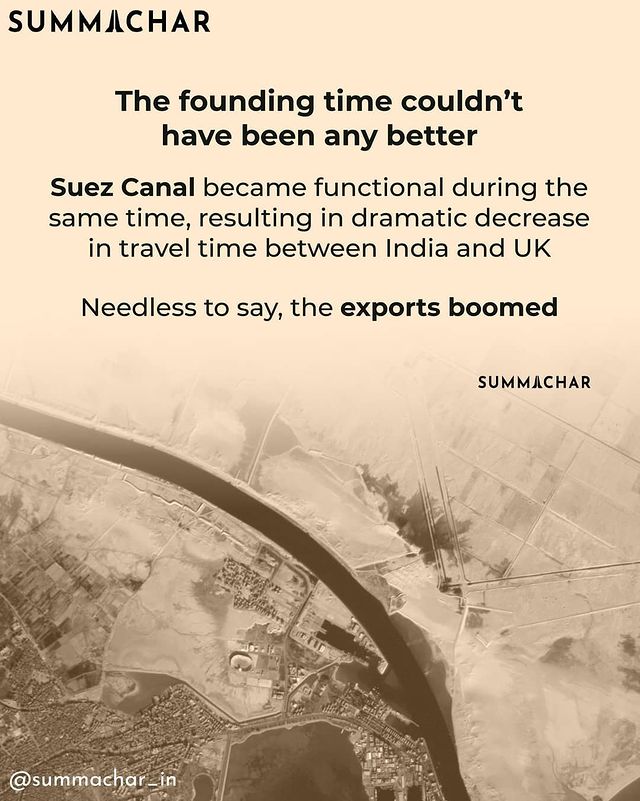 SUMMACHAR
The founding time couldn’t
have been any better
Suez Canal became functional during the
same time, resulting in dramatic decrease
in travel time between India and UK
Needless to say, the exports boomed
SUMMACHAR
@summachar_in